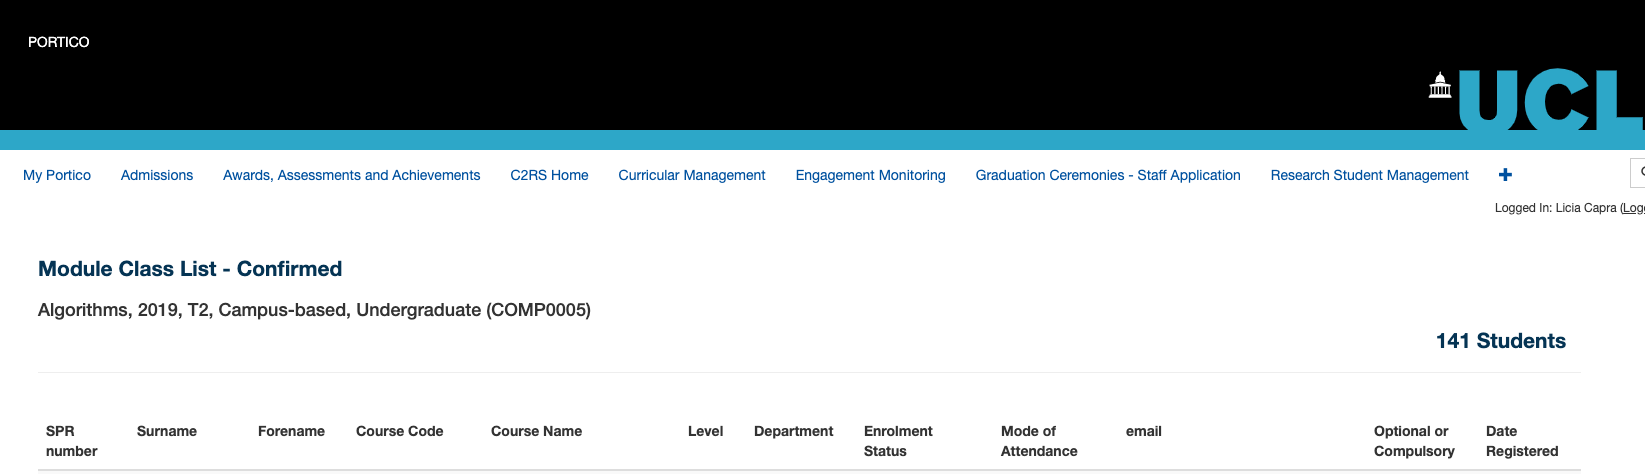 PORTICO
UCL
My Portico Admissions Awards, Assessments and Achievements C2RS Home Curricular Management Engagement Monitoring Graduation Ceremonies - Staff Application Research Student Management +
Logged In: Licia Capra (Logg
Module Class List - Confirmed
Algorithms, 2019, T2, Campus-based, Undergraduate (COMP0005)
141 Students
SPR number Surname Forename Course Code Course Name Level Department Enrolment Status Mode of Attendance email Optional or Compulsory Date Registered